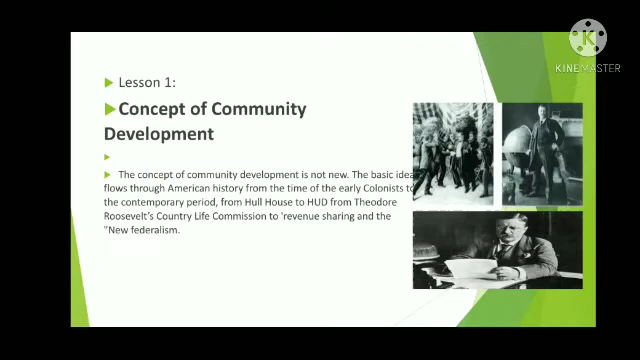 Lesson 1:
Concept of Community
Development
The concept of community development is not new. The basic idea
flows through American history from the time of the early Colonists to
the contemporary period, from Hull House to HUD from Theodore
Roosevelt's Country Life Commission to 'revenue sharing and the
"New federalism.
K
KINEMASTER